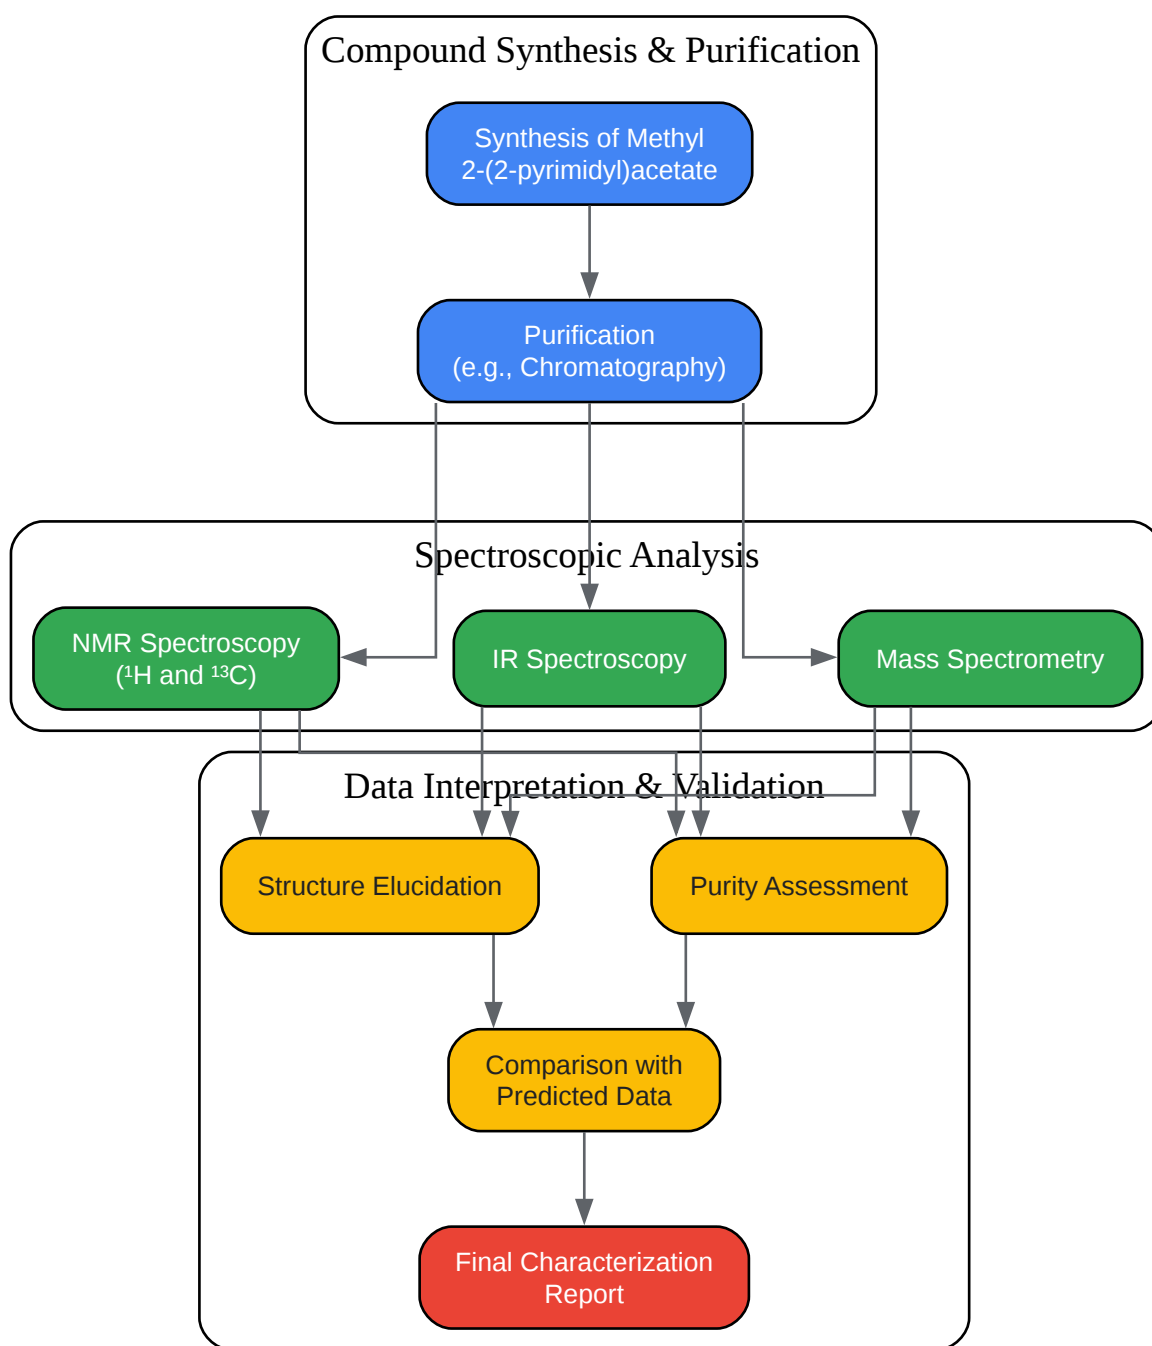 Compound Synthesis & Purification
Synthesis of Methyl
2-(2-pyrimidyl)acetate
Purification
(e.g., Chromatography)
Spectroscopic Analysis
NMR Spectroscopy
(¹H and ¹³C)
IR Spectroscopy
Mass Spectrometry
Data Interpretation & Validation
Structure Elucidation
Purity Assessment
Comparison with
Predicted Data
Final Characterization
Report